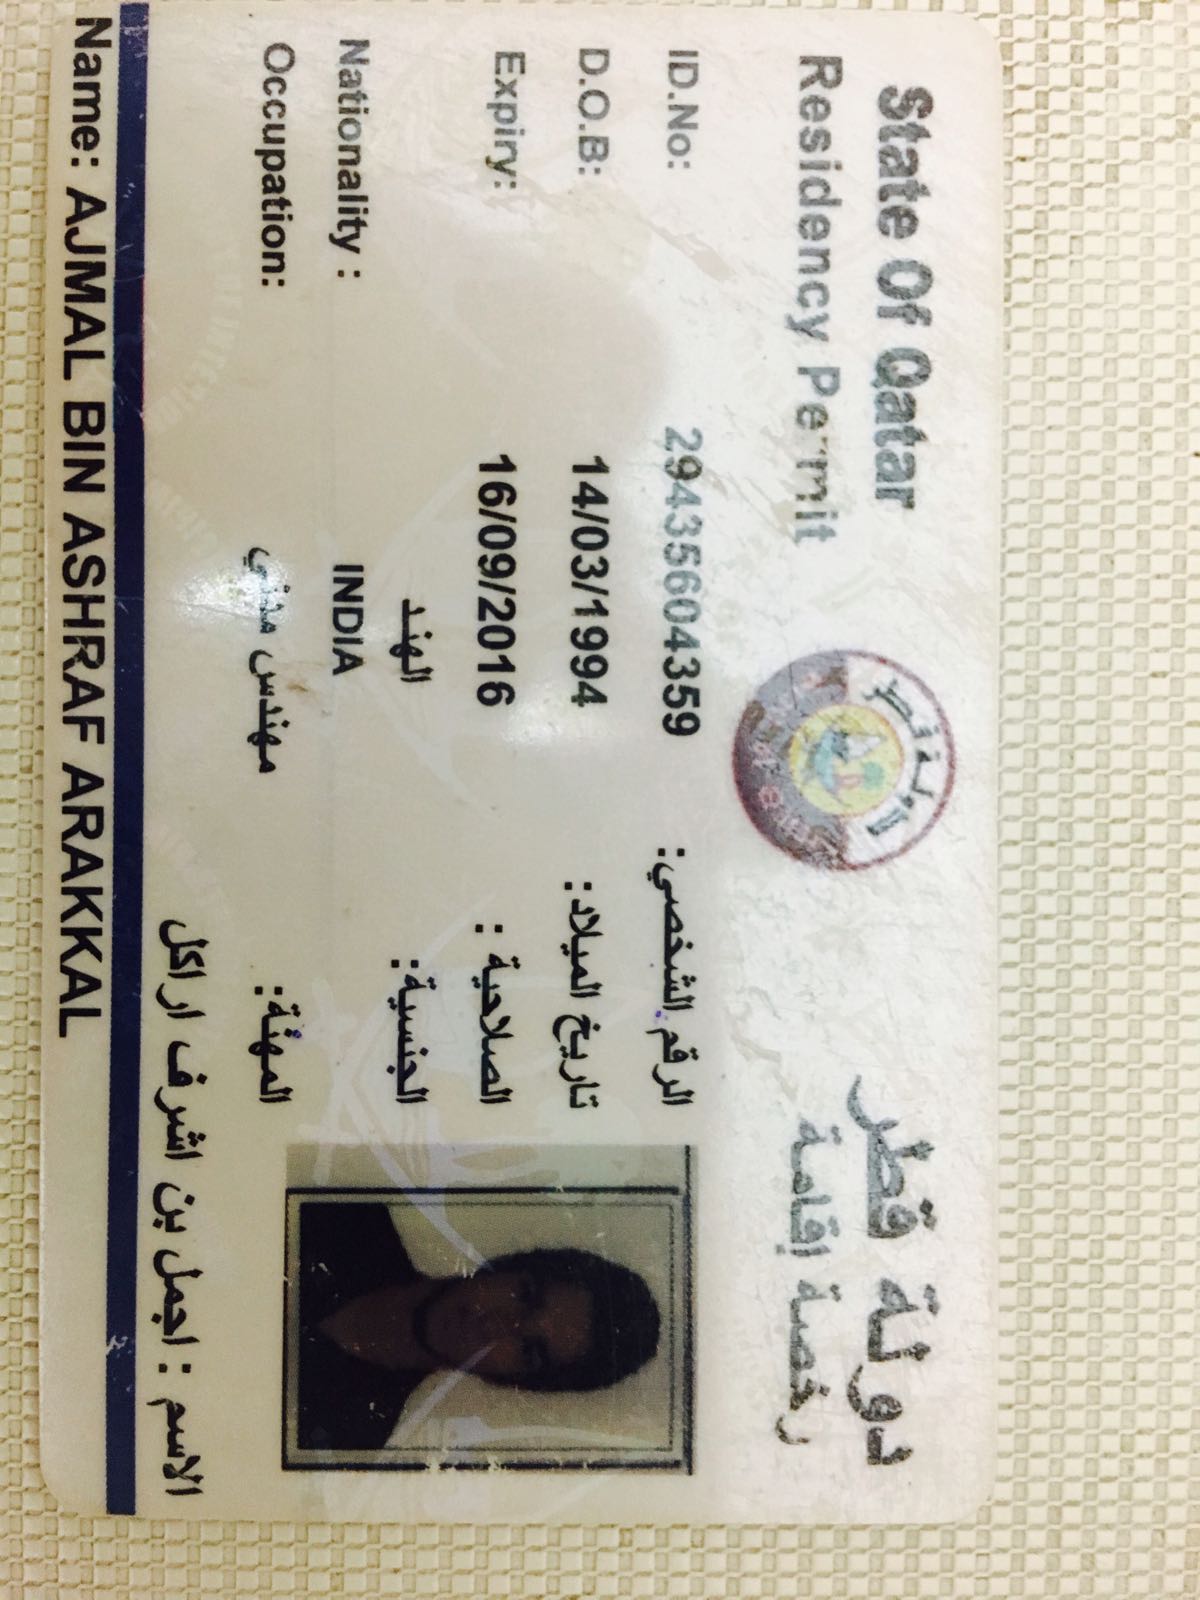 State Of Qatar
دولة قطر
Residency Permit
رخصة إقامة
دولة قطر
ID.No: 29435604359 الرقم الشخصي:
D.O.B: 14/03/1994 تاريخ الميلاد:
Expiry: 16/09/2016 الصلاحية :
الهند الجنسية:
Nationality : INDIA
Occupation: مهندس مدني المهنة:
الاسم : اجمل بن اشرف اراكل
Name: AJMAL BIN ASHRAF ARAKKAL